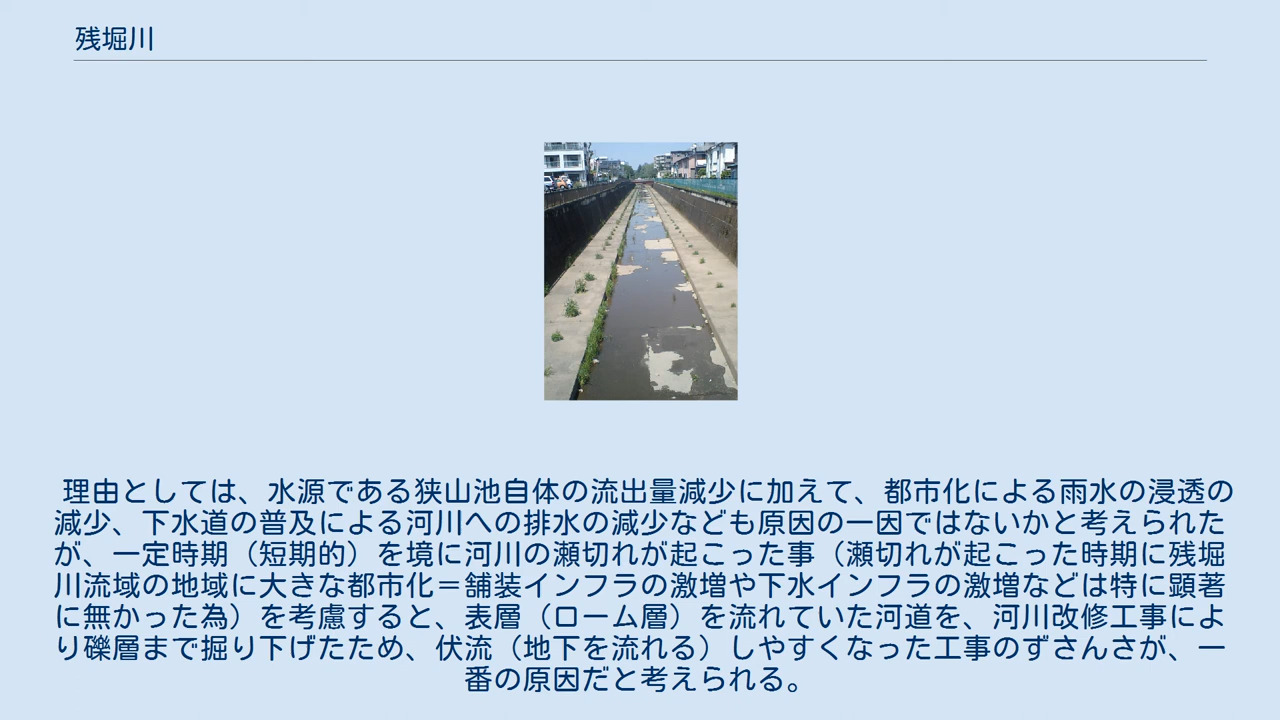 残堀川
理由としては、水源である狭山池自体の流出量減少に加えて、都市化による雨水の浸透の
減少、下水道の普及による河川への排水の減少なども原因の一因ではないかと考えられた
が、一定時期（短期的）を境に河川の瀬切れが起こった事（瀬切れが起こった時期に残堀
川流域の地域に大きな都市化＝舗装インフラの激増や下水インフラの激増などは特に顕著
に無かった為）を考慮すると、表層（ローム層）を流れていた河道を、河川改修工事によ
り礫層まで掘り下げたため、伏流（地下を流れる）しやすくなった工事のずさんさが、一
番の原因だと考えられる。